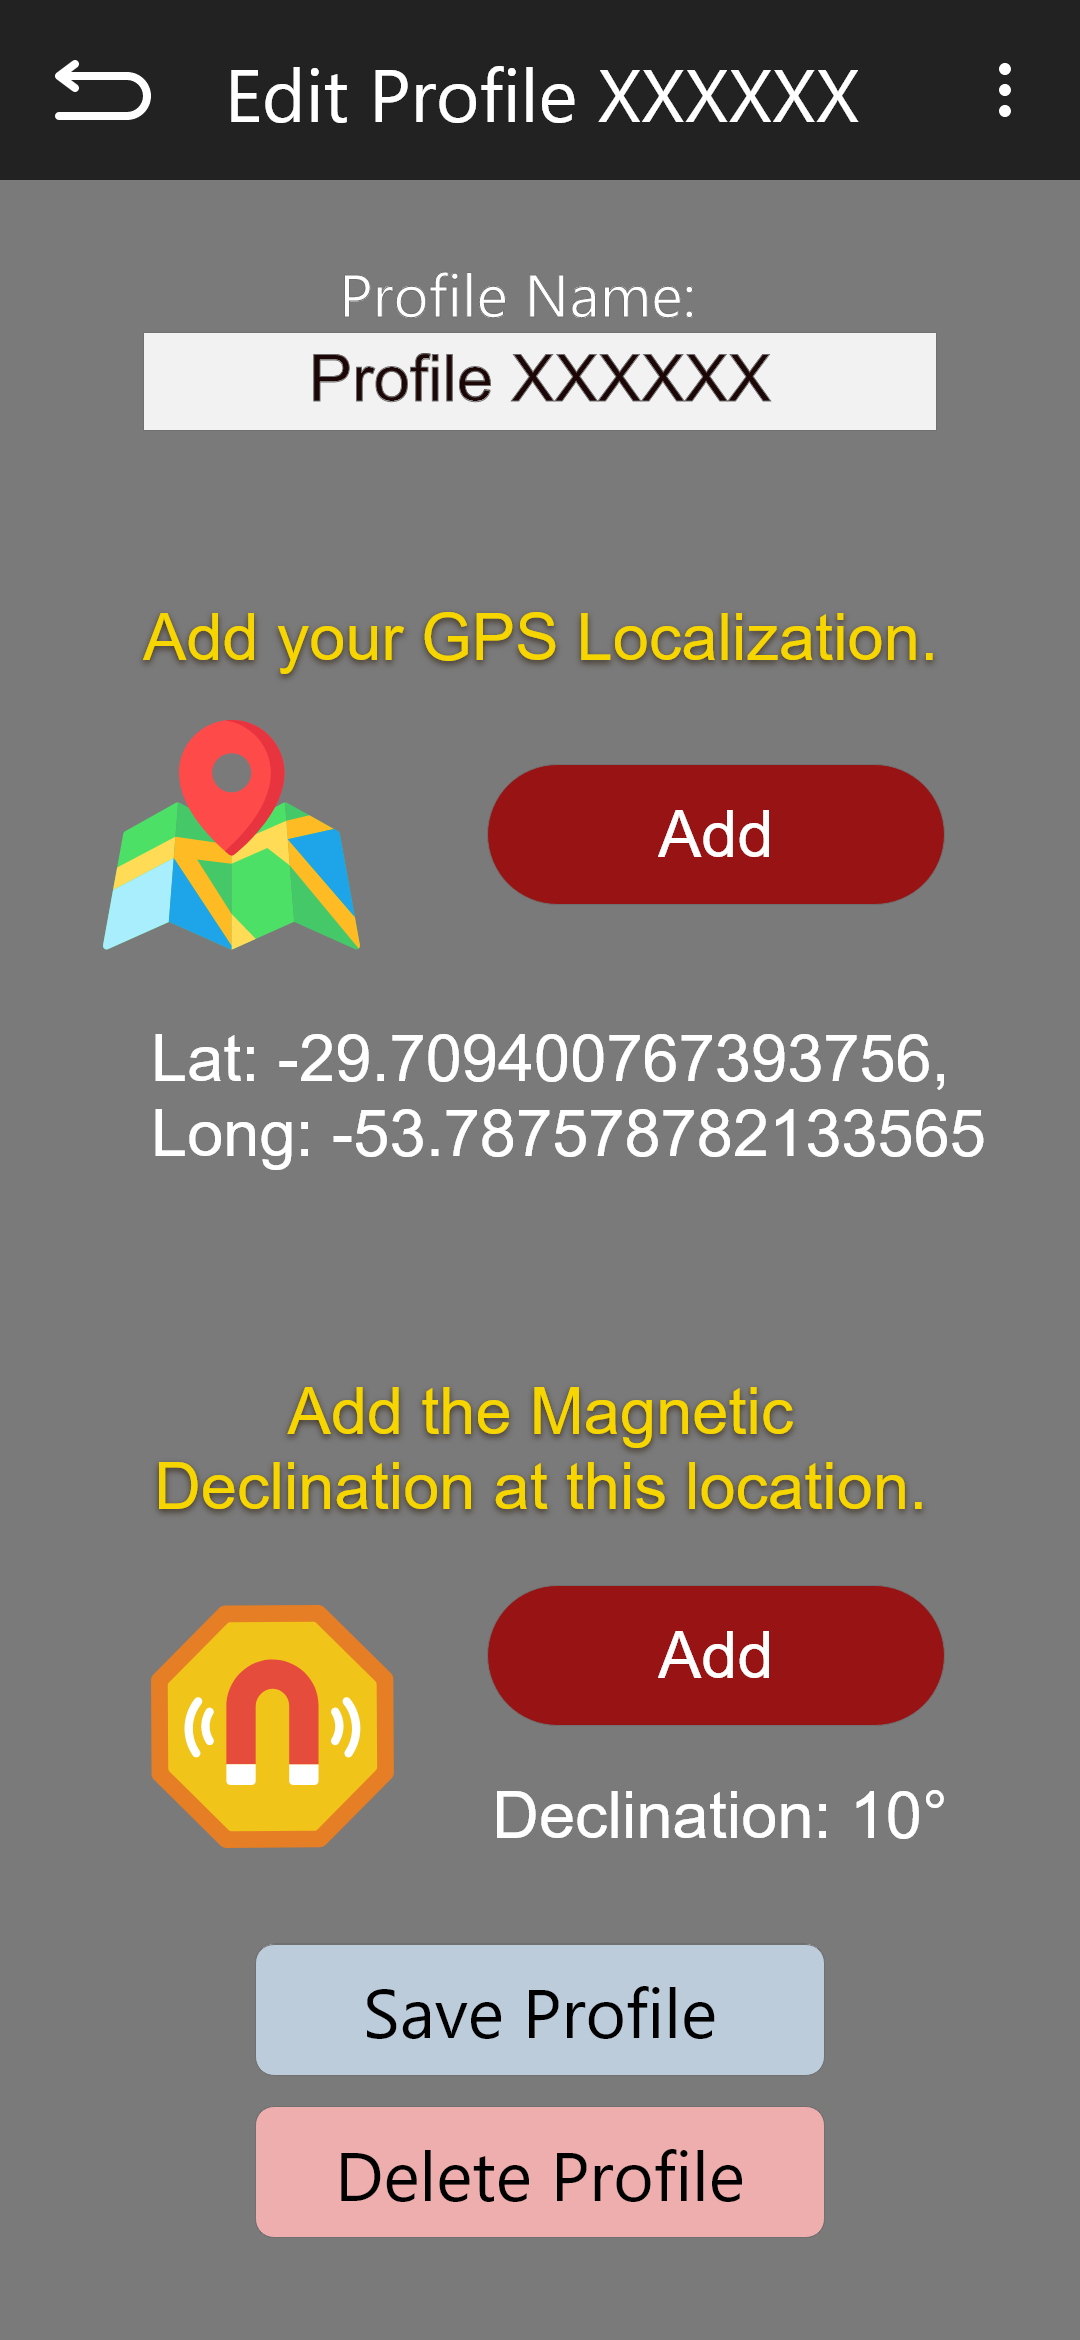 Edit Profile XXXXXX
Profile Name:
Profile XXXXXX
Add your GPS Localization.
Add
Lat: -29.709400767393756,
Long: -53.787578782133565
Add the Magnetic
Declination at this location.
Add
Declination: 10°
Save Profile
Delete Profile